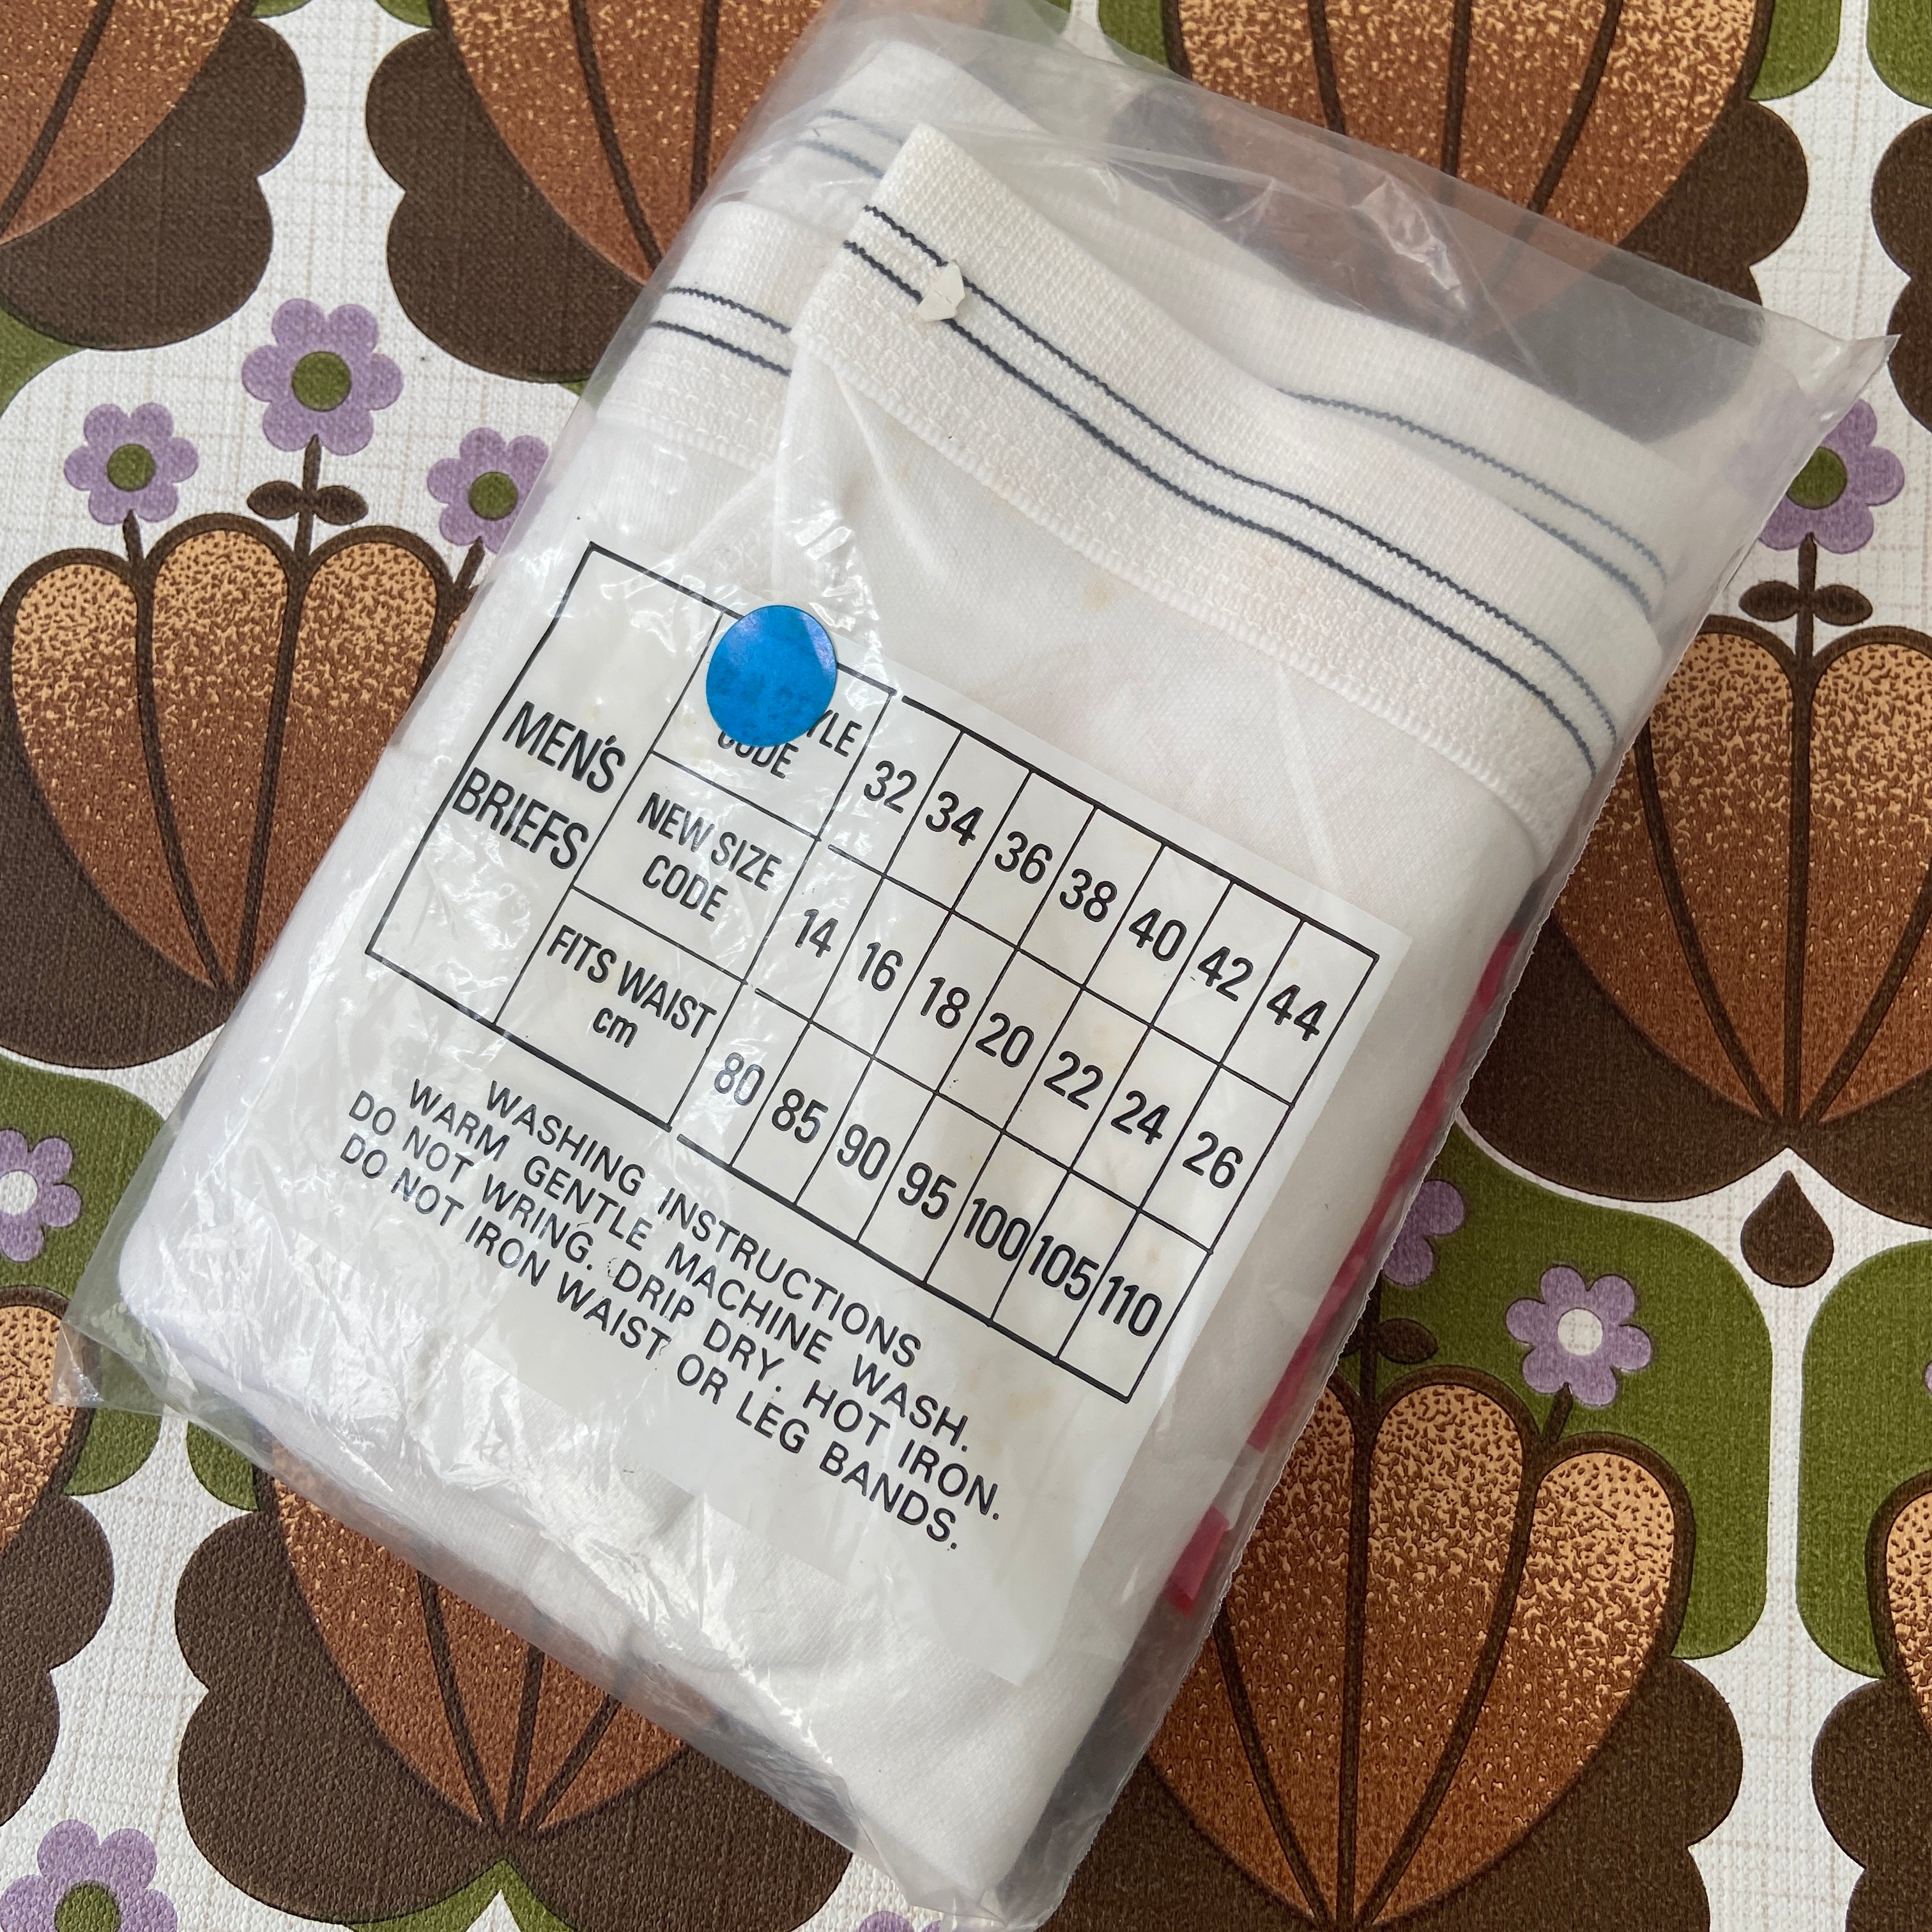 MEN'S
BRIEFS
CODE 32 34 36 38 40 42 44
NEW SIZE
CODE 14 16 18 20 22 24 26
FITS WAIST
cm 80 85 90 95 100 105 110
WASHING INSTRUCTIONS
WARM GENTLE MACHINE WASH.
DO NOT WRING. DRIP DRY. HOT IRON.
DO NOT IRON WAIST OR LEG BANDS.